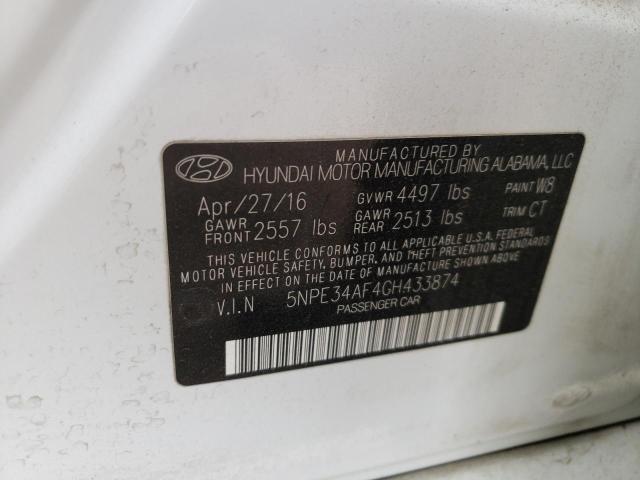 MANUFACTURED BY
HYUNDAI MOTOR MANUFACTURING ALABAMA, LLC
Apr/27/16 GVWR 4497 lbs PAINT W8
GAWR FRONT 2557 lbs GAWR REAR 2513 lbs TRIM CT
THIS VEHICLE CONFORMS TO ALL APPLICABLE U.S.A. FEDERAL
MOTOR VEHICLE SAFETY, BUMPER, AND THEFT PREVENTION STANDARDS
IN EFFECT ON THE DATE OF MANUFACTURE SHOWN ABOVE.
V.I.N 5NPE34AF4GH433874
PASSENGER CAR